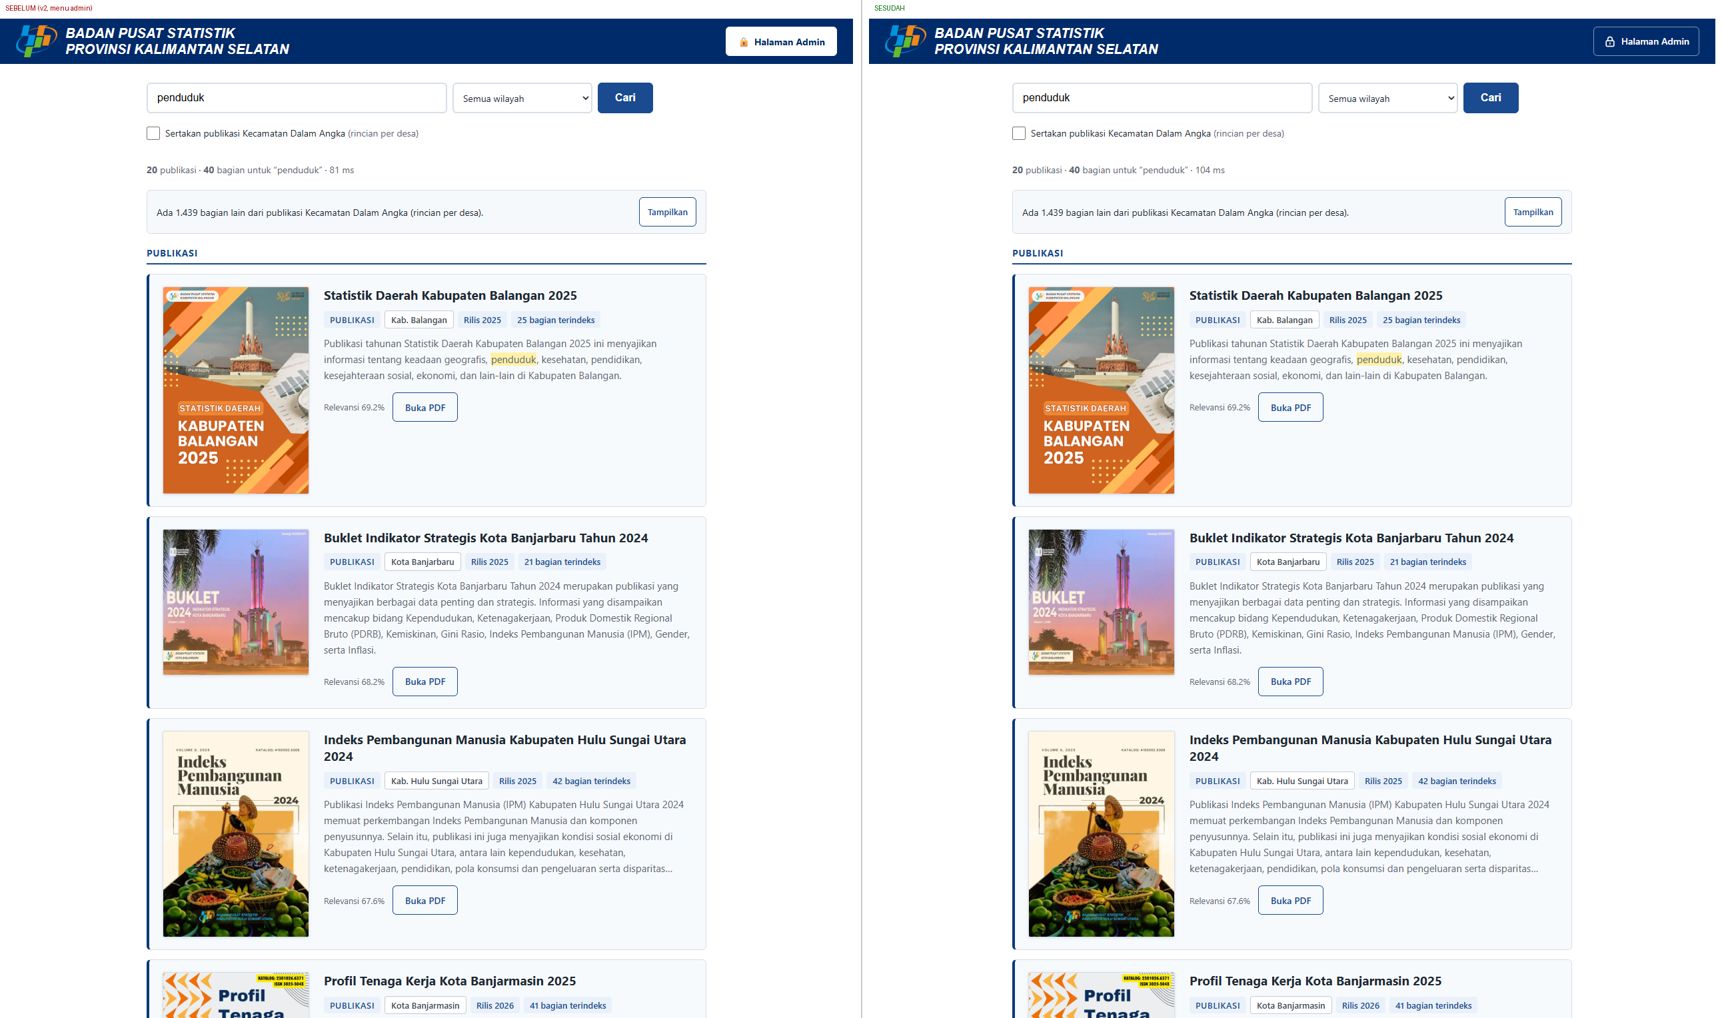 SEBELUM (v2, menu admin)
BADAN PUSAT STATISTIK
PROVINSI KALIMANTAN SELATAN
Halaman Admin
penduduk
Semua wilayah
Cari
Sertakan publikasi Kecamatan Dalam Angka (rincian per desa)
20 publikasi · 40 bagian untuk "penduduk" · 81 ms
Ada 1.439 bagian lain dari publikasi Kecamatan Dalam Angka (rincian per desa).
Tampilkan
PUBLIKASI
STATISTIK DAERAH
KABUPATEN
BALANGAN
2025
Statistik Daerah Kabupaten Balangan 2025
PUBLIKASI Kab. Balangan Rilis 2025 25 bagian terindeks
Publikasi tahunan Statistik Daerah Kabupaten Balangan 2025 ini menyajikan
informasi tentang keadaan geografis, penduduk, kesehatan, pendidikan,
kesejahteraan sosial, ekonomi, dan lain-lain di Kabupaten Balangan.
Relevansi 69.2% Buka PDF
BUKLET
2024
Buklet Indikator Strategis Kota Banjarbaru Tahun 2024
PUBLIKASI Kota Banjarbaru Rilis 2025 21 bagian terindeks
Buklet Indikator Strategis Kota Banjarbaru Tahun 2024 merupakan publikasi yang
menyajikan berbagai data penting dan strategis. Informasi yang disampaikan
mencakup bidang Kependudukan, Ketenagakerjaan, Produk Domestik Regional
Bruto (PDRB), Kemiskinan, Gini Rasio, Indeks Pembangunan Manusia (IPM), Gender,
serta Inflasi.
Relevansi 68.2% Buka PDF
Indeks
Pembangunan
Manusia
2024
Indeks Pembangunan Manusia Kabupaten Hulu Sungai Utara
2024
PUBLIKASI Kab. Hulu Sungai Utara Rilis 2025 42 bagian terindeks
Publikasi Indeks Pembangunan Manusia (IPM) Kabupaten Hulu Sungai Utara 2024
memuat perkembangan Indeks Pembangunan Manusia dan komponen
penyusunnya. Selain itu, publikasi ini juga menyajikan kondisi sosial ekonomi di
Kabupaten Hulu Sungai Utara, antara lain kependudukan, kesehatan,
ketenagakerjaan, pendidikan, pola konsumsi dan pengeluaran serta disparitas...
Relevansi 67.6% Buka PDF
Profil
Tenaga
Profil Tenaga Kerja Kota Banjarmasin 2025
PUBLIKASI Kota Banjarmasin Rilis 2026 41 bagian terindeks
SESUDAH
BADAN PUSAT STATISTIK
PROVINSI KALIMANTAN SELATAN
Halaman Admin
penduduk
Semua wilayah
Cari
Sertakan publikasi Kecamatan Dalam Angka (rincian per desa)
20 publikasi · 40 bagian untuk "penduduk" · 104 ms
Ada 1.439 bagian lain dari publikasi Kecamatan Dalam Angka (rincian per desa).
Tampilkan
PUBLIKASI
STATISTIK DAERAH
KABUPATEN
BALANGAN
2025
Statistik Daerah Kabupaten Balangan 2025
PUBLIKASI Kab. Balangan Rilis 2025 25 bagian terindeks
Publikasi tahunan Statistik Daerah Kabupaten Balangan 2025 ini menyajikan
informasi tentang keadaan geografis, penduduk, kesehatan, pendidikan,
kesejahteraan sosial, ekonomi, dan lain-lain di Kabupaten Balangan.
Relevansi 69.2% Buka PDF
BUKLET
2024
Buklet Indikator Strategis Kota Banjarbaru Tahun 2024
PUBLIKASI Kota Banjarbaru Rilis 2025 21 bagian terindeks
Buklet Indikator Strategis Kota Banjarbaru Tahun 2024 merupakan publikasi yang
menyajikan berbagai data penting dan strategis. Informasi yang disampaikan
mencakup bidang Kependudukan, Ketenagakerjaan, Produk Domestik Regional
Bruto (PDRB), Kemiskinan, Gini Rasio, Indeks Pembangunan Manusia (IPM), Gender,
serta Inflasi.
Relevansi 68.2% Buka PDF
Indeks
Pembangunan
Manusia
2024
Indeks Pembangunan Manusia Kabupaten Hulu Sungai Utara
2024
PUBLIKASI Kab. Hulu Sungai Utara Rilis 2025 42 bagian terindeks
Publikasi Indeks Pembangunan Manusia (IPM) Kabupaten Hulu Sungai Utara 2024
memuat perkembangan Indeks Pembangunan Manusia dan komponen
penyusunnya. Selain itu, publikasi ini juga menyajikan kondisi sosial ekonomi di
Kabupaten Hulu Sungai Utara, antara lain kependudukan, kesehatan,
ketenagakerjaan, pendidikan, pola konsumsi dan pengeluaran serta disparitas...
Relevansi 67.6% Buka PDF
Profil
Tenaga
Profil Tenaga Kerja Kota Banjarmasin 2025
PUBLIKASI Kota Banjarmasin Rilis 2026 41 bagian terindeks